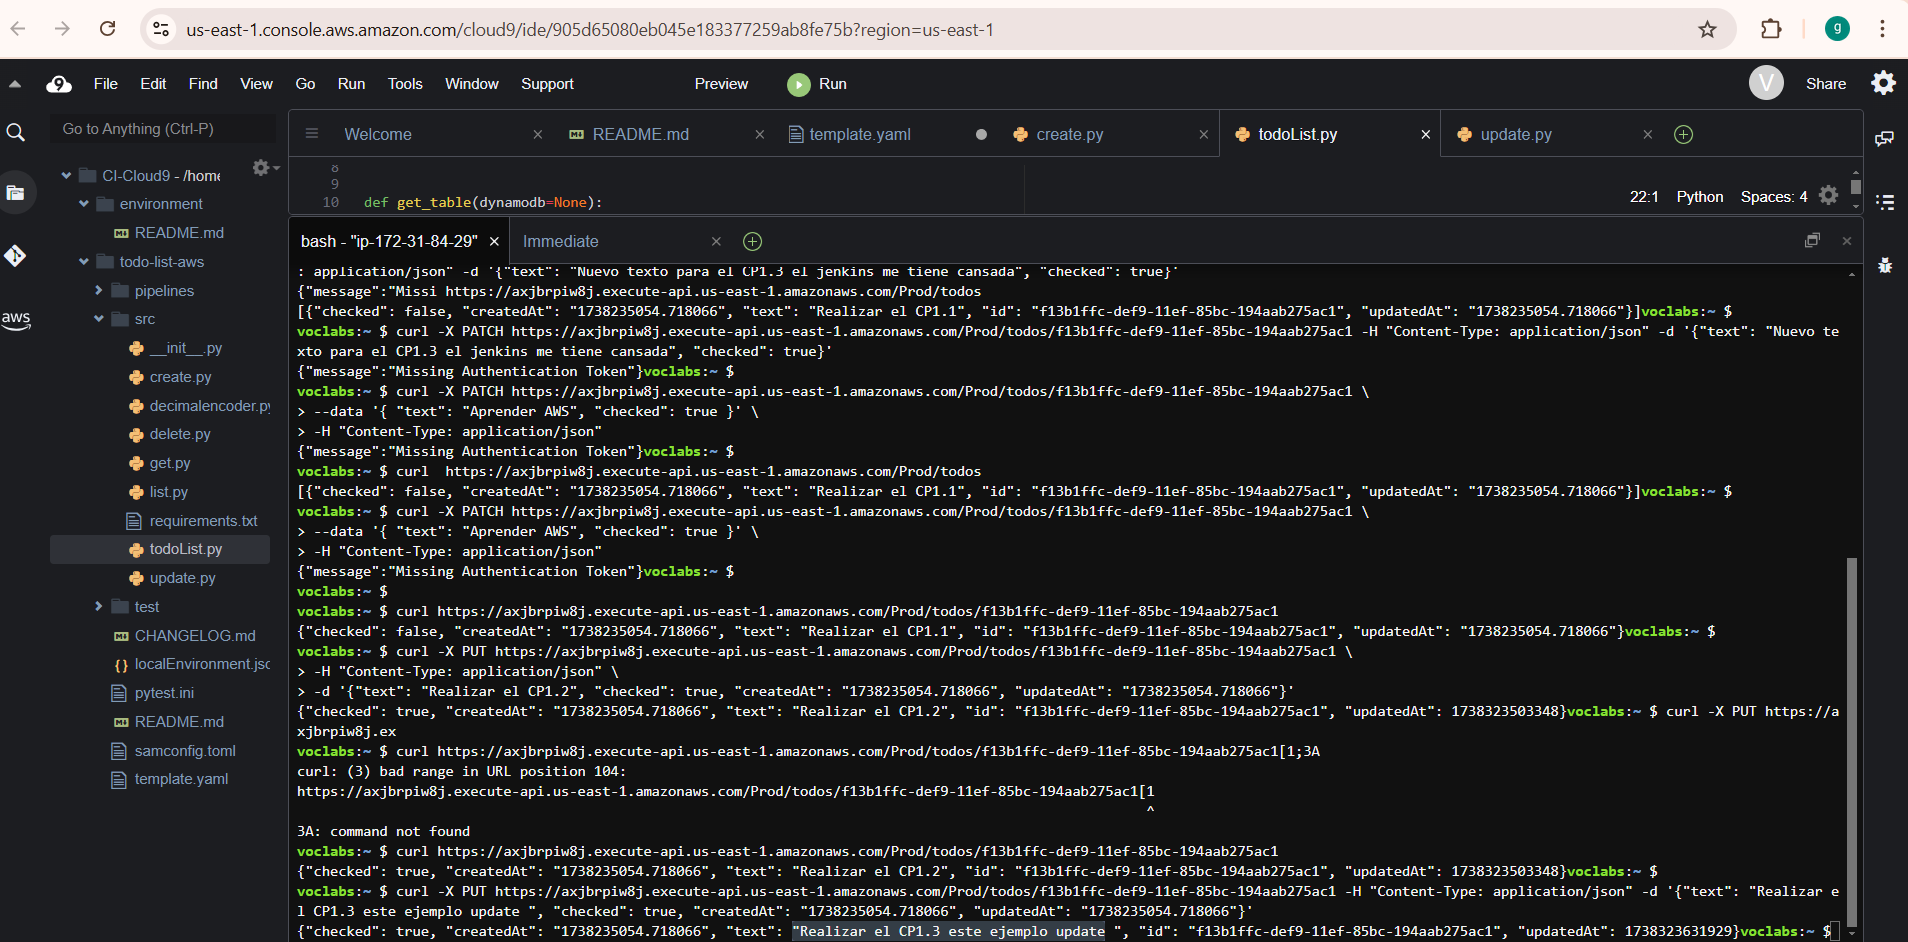 us-east-1.console.aws.amazon.com/cloud9/ide/905d65080eb045e183377259ab8fe75b?region=us-east-1
g
9 File Edit Find View Go Run Tools Window Support Preview Run V Share
Go to Anything (Ctrl-P)
Welcome README.md template.yaml create.py todoList.py update.py
CI-Cloud9 - /home
environment
README.md
todo-list-aws
pipelines
src
__init__.py
create.py
decimalencoder.py
delete.py
get.py
list.py
requirements.txt
todoList.py
update.py
test
CHANGELOG.md
localEnvironment.jsc
pytest.ini
README.md
samconfig.toml
template.yaml
aws
8
9
10 def get_table(dynamodb=None):
22:1 Python Spaces: 4
bash - "ip-172-31-84-29" Immediate
: application/json" -d '{"text": "Nuevo texto para el CP1.3 el jenkins me tiene cansada", "checked": true}'
{"message":"Missi https://axjbrpiw8j.execute-api.us-east-1.amazonaws.com/Prod/todos
[{"checked": false, "createdAt": "1738235054.718066", "text": "Realizar el CP1.1", "id": "f13b1ffc-def9-11ef-85bc-194aab275ac1", "updatedAt": "1738235054.718066"}]voclabs:~ $
voclabs:~ $ curl -X PATCH https://axjbrpiw8j.execute-api.us-east-1.amazonaws.com/Prod/todos/f13b1ffc-def9-11ef-85bc-194aab275ac1 -H "Content-Type: application/json" -d '{"text": "Nuevo te
xto para el CP1.3 el jenkins me tiene cansada", "checked": true}'
{"message":"Missing Authentication Token"}voclabs:~ $
voclabs:~ $ curl -X PATCH https://axjbrpiw8j.execute-api.us-east-1.amazonaws.com/Prod/todos/f13b1ffc-def9-11ef-85bc-194aab275ac1 \
> --data '{ "text": "Aprender AWS", "checked": true }' \
> -H "Content-Type: application/json"
{"message":"Missing Authentication Token"}voclabs:~ $
voclabs:~ $ curl  https://axjbrpiw8j.execute-api.us-east-1.amazonaws.com/Prod/todos
[{"checked": false, "createdAt": "1738235054.718066", "text": "Realizar el CP1.1", "id": "f13b1ffc-def9-11ef-85bc-194aab275ac1", "updatedAt": "1738235054.718066"}]voclabs:~ $
voclabs:~ $ curl -X PATCH https://axjbrpiw8j.execute-api.us-east-1.amazonaws.com/Prod/todos/f13b1ffc-def9-11ef-85bc-194aab275ac1 \
> --data '{ "text": "Aprender AWS", "checked": true }' \
> -H "Content-Type: application/json"
{"message":"Missing Authentication Token"}voclabs:~ $
voclabs:~ $
voclabs:~ $ curl https://axjbrpiw8j.execute-api.us-east-1.amazonaws.com/Prod/todos/f13b1ffc-def9-11ef-85bc-194aab275ac1
{"checked": false, "createdAt": "1738235054.718066", "text": "Realizar el CP1.1", "id": "f13b1ffc-def9-11ef-85bc-194aab275ac1", "updatedAt": "1738235054.718066"}voclabs:~ $
voclabs:~ $ curl -X PUT https://axjbrpiw8j.execute-api.us-east-1.amazonaws.com/Prod/todos/f13b1ffc-def9-11ef-85bc-194aab275ac1 \
> -H "Content-Type: application/json" \
> -d '{"text": "Realizar el CP1.2", "checked": true, "createdAt": "1738235054.718066", "updatedAt": "1738235054.718066"}'
{"checked": true, "createdAt": "1738235054.718066", "text": "Realizar el CP1.2", "id": "f13b1ffc-def9-11ef-85bc-194aab275ac1", "updatedAt": 1738323503348}voclabs:~ $ curl -X PUT https://a
xjbrpiw8j.ex
voclabs:~ $ curl https://axjbrpiw8j.execute-api.us-east-1.amazonaws.com/Prod/todos/f13b1ffc-def9-11ef-85bc-194aab275ac1[1;3A
curl: (3) bad range in URL position 104:
https://axjbrpiw8j.execute-api.us-east-1.amazonaws.com/Prod/todos/f13b1ffc-def9-11ef-85bc-194aab275ac1[1
^
3A: command not found
voclabs:~ $ curl https://axjbrpiw8j.execute-api.us-east-1.amazonaws.com/Prod/todos/f13b1ffc-def9-11ef-85bc-194aab275ac1
{"checked": true, "createdAt": "1738235054.718066", "text": "Realizar el CP1.2", "id": "f13b1ffc-def9-11ef-85bc-194aab275ac1", "updatedAt": 1738323503348}voclabs:~ $
voclabs:~ $ curl -X PUT https://axjbrpiw8j.execute-api.us-east-1.amazonaws.com/Prod/todos/f13b1ffc-def9-11ef-85bc-194aab275ac1 -H "Content-Type: application/json" -d '{"text": "Realizar e
l CP1.3 este ejemplo update ", "checked": true, "createdAt": "1738235054.718066", "updatedAt": "1738235054.718066"}'
{"checked": true, "createdAt": "1738235054.718066", "text": "Realizar el CP1.3 este ejemplo update ", "id": "f13b1ffc-def9-11ef-85bc-194aab275ac1", "updatedAt": 1738323631929}voclabs:~ $